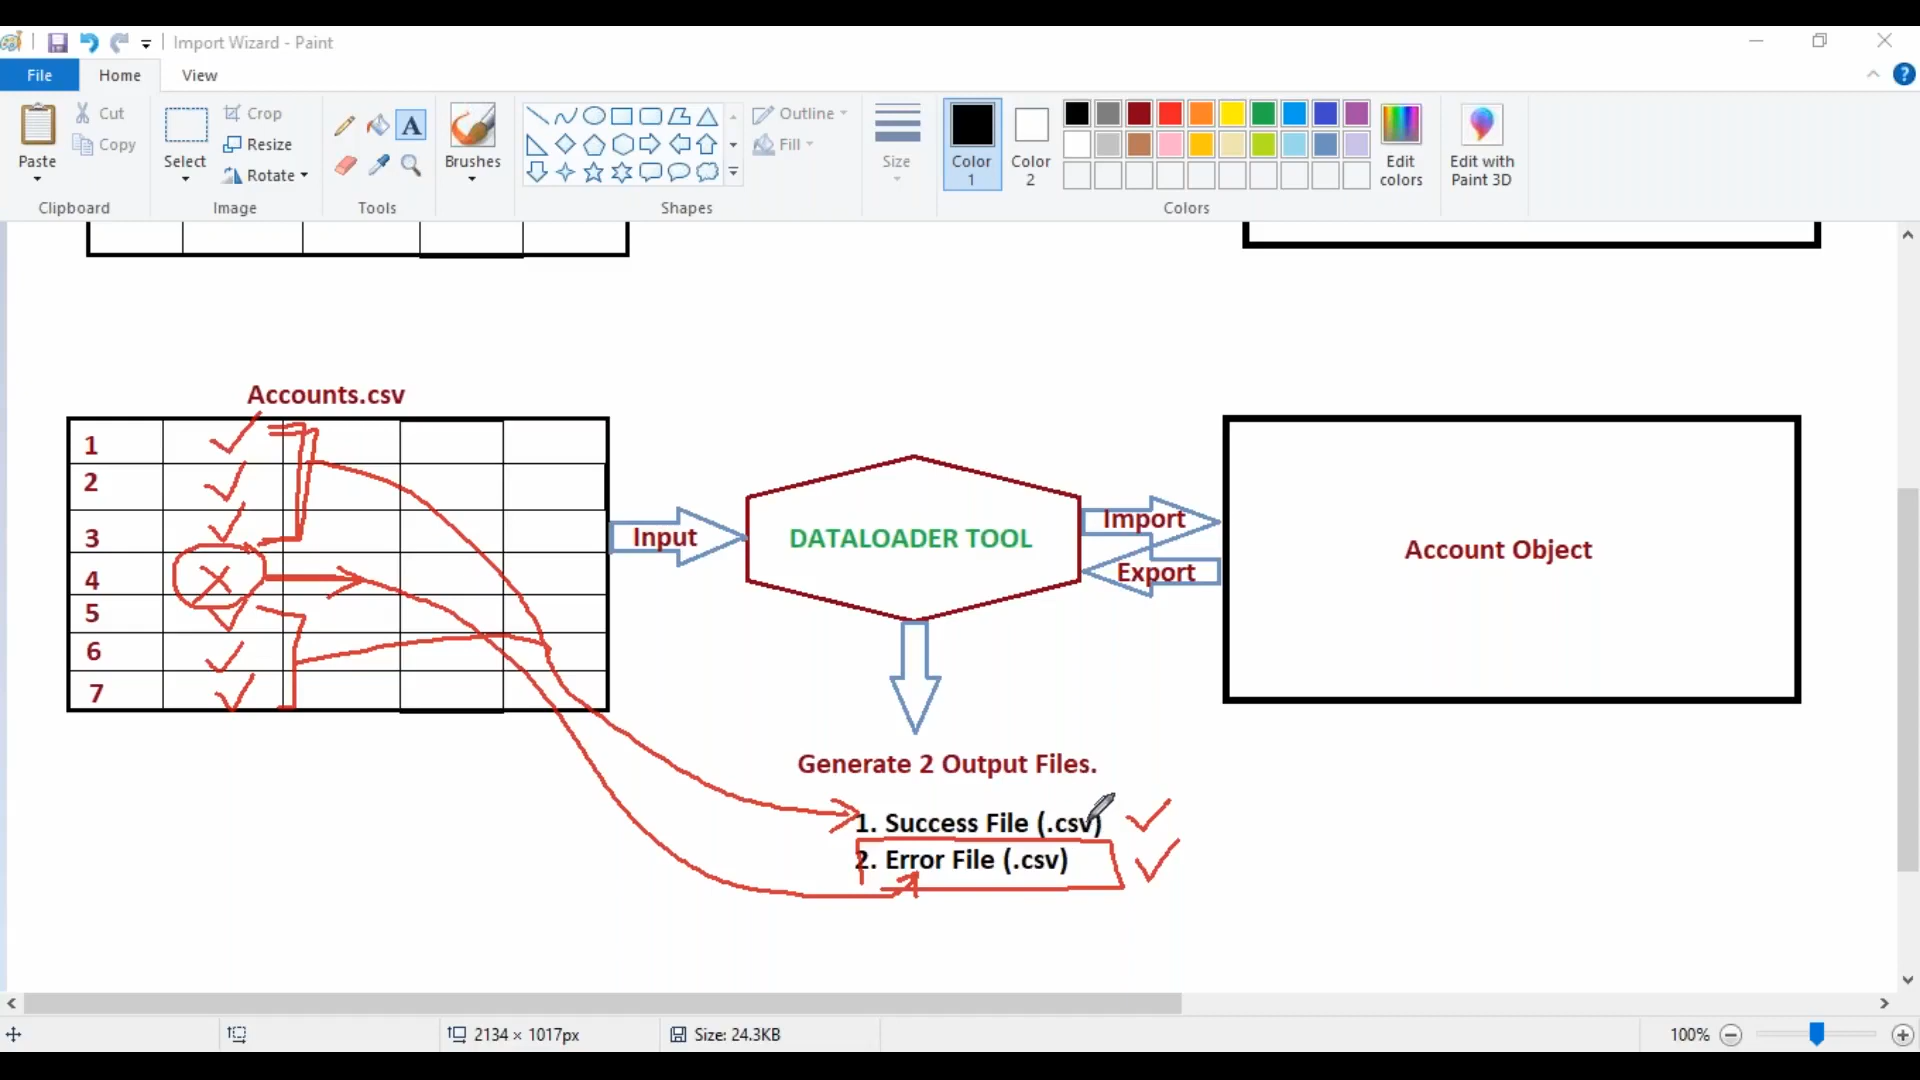 Import Wizard - Paint
File
Home
View
Paste
Cut
Copy
Clipboard
Select
Crop
Resize
Rotate
Image
A
Tools
Brushes
Shapes
Outline
Fill
Size
Color
1
Color
2
Edit
colors
Colors
Edit with
Paint 3D
?
Accounts.csv
1
2
3
4
5
6
7
Input
DATALOADER TOOL
Import
Export
Account Object
Generate 2 Output Files.
1. Success File (.csv)
2. Error File (.csv)
2134 × 1017px
Size: 24.3KB
100%